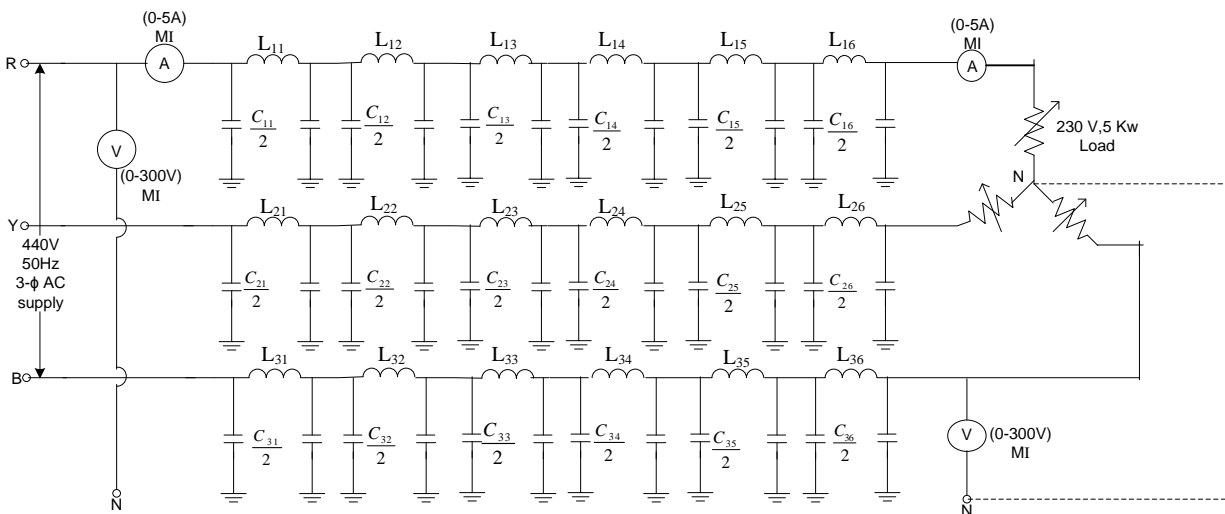 (0-5A)
MI
A
L11 L12 L13 L14 L15 L16
(0-5A)
MI
A
R
C11/2 C12/2 C13/2 C14/2 C15/2 C16/2
230 V,5 Kw
Load
V
(0-300V)
MI
N
L21 L22 L23 L24 L25 L26
Y
440V
50Hz
3-ϕ AC
supply
C21/2 C22/2 C23/2 C24/2 C25/2 C26/2
L31 L32 L33 L34 L35 L36
B
C31/2 C32/2 C33/2 C34/2 C35/2 C36/2
V
(0-300V)
MI
N
N